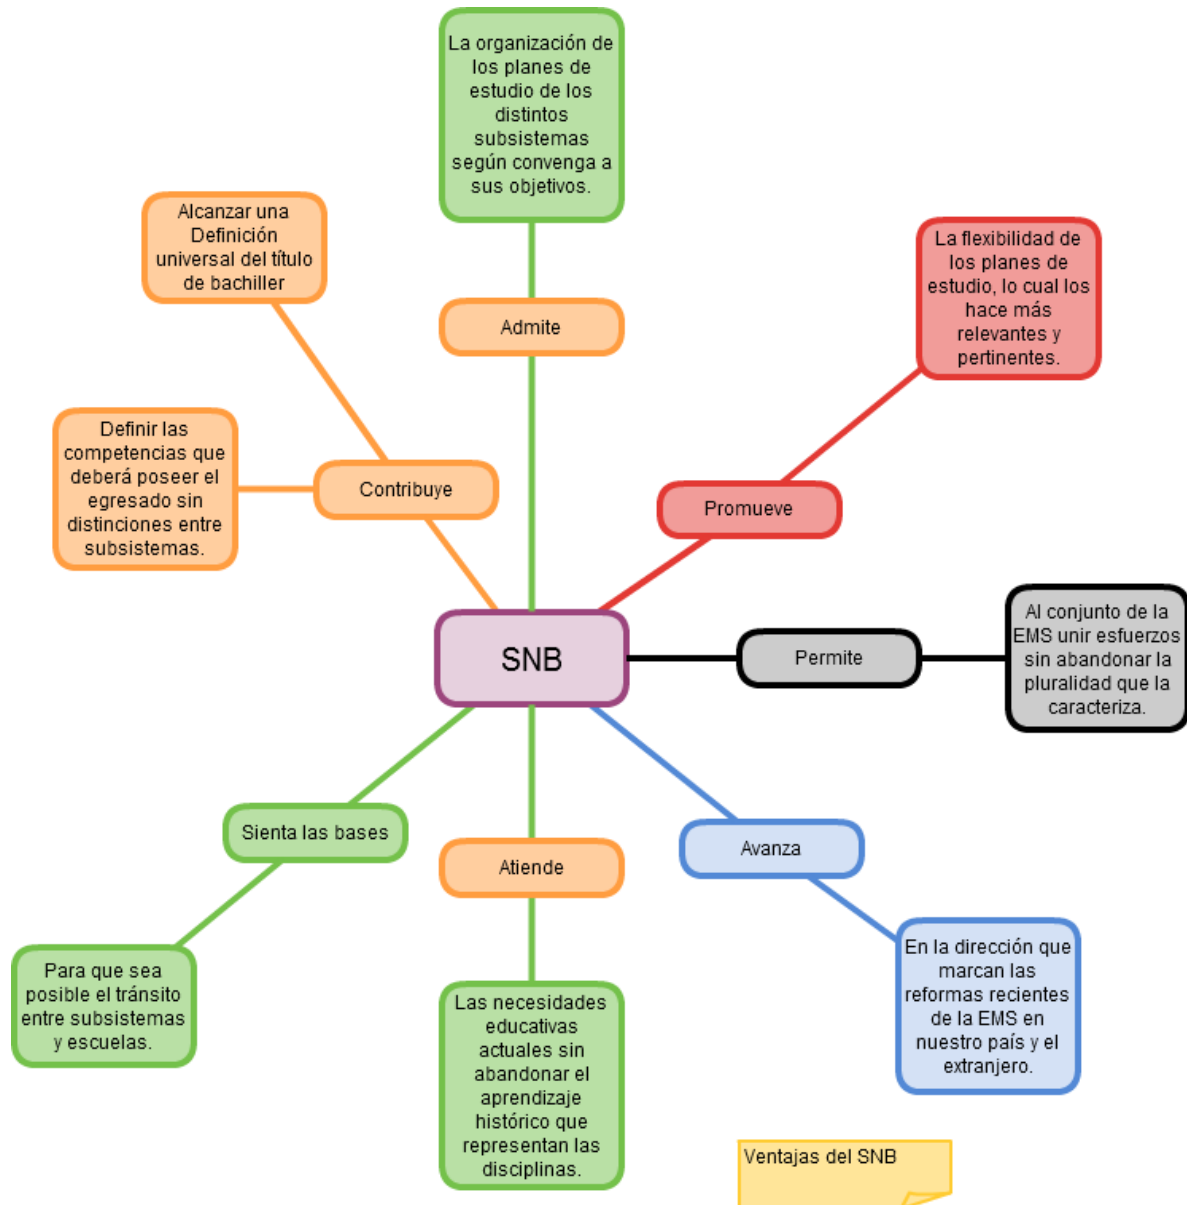 La organización de
los planes de
estudio de los
distintos
subsistemas
según convenga a
sus objetivos.
Alcanzar una
Definición
universal del título
de bachiller
La flexibilidad de
los planes de
estudio, lo cual los
hace más
relevantes y
pertinentes.
Admite
Definir las
competencias que
deberá poseer el
egresado sin
distinciones entre
subsistemas.
Contribuye
Promueve
SNB
Permite
Al conjunto de la
EMS unir esfuerzos
sin abandonar la
pluralidad que la
caracteriza.
Sienta las bases
Atiende
Avanza
Para que sea
posible el tránsito
entre subsistemas
y escuelas.
Las necesidades
educativas
actuales sin
abandonar el
aprendizaje
histórico que
representan las
disciplinas.
En la dirección que
marcan las
reformas recientes
de la EMS en
nuestro país y el
extranjero.
Ventajas del SNB